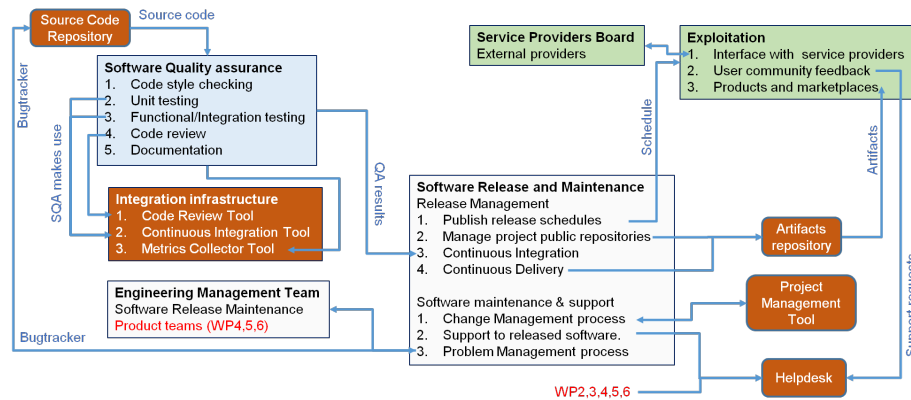 Source Code
Repository
Source code
Bugtracker
Software Quality assurance
1. Code style checking
2. Unit testing
3. Functional/Integration testing
4. Code review
5. Documentation
SQA makes use
Integration infrastructure
1. Code Review Tool
2. Continuous Integration Tool
3. Metrics Collector Tool
QA results
Engineering Management Team
Software Release Maintenance
Product teams (WP4,5,6)
Bugtracker
Service Providers Board
External providers
Exploitation
1. Interface with service providers
2. User community feedback
3. Products and marketplaces
Schedule
Artifacts
Software Release and Maintenance
Release Management
1. Publish release schedules
2. Manage project public repositories
3. Continuous Integration
4. Continuous Delivery
Software maintenance & support
1. Change Management process
2. Support to released software.
3. Problem Management process
Artifacts
repository
Project
Management
Tool
Support requests
Helpdesk
WP2,3,4,5,6